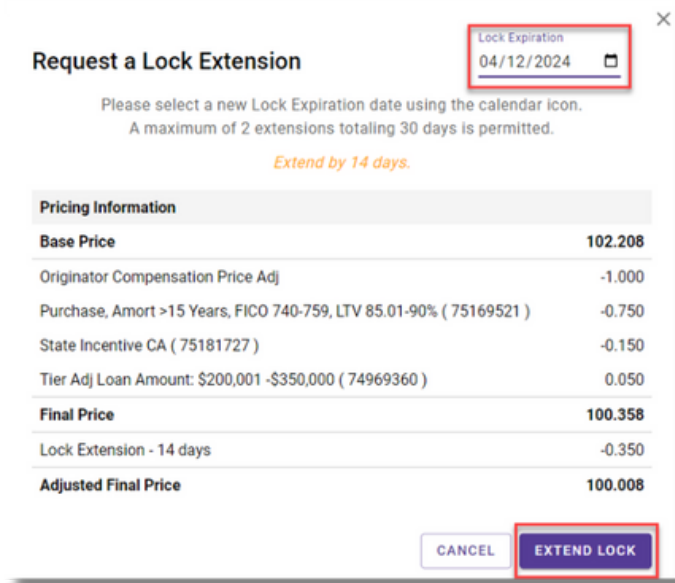 Lock Expiration
Request a Lock Extension
04/12/2024
Please select a new Lock Expiration date using the calendar icon.
A maximum of 2 extensions totaling 30 days is permitted.
Extend by 14 days.
Pricing Information
Base Price 102.208
Originator Compensation Price Adj -1.000
Purchase, Amort >15 Years, FICO 740-759, LTV 85.01-90% ( 75169521 ) -0.750
State Incentive CA ( 75181727 ) -0.150
Tier Adj Loan Amount: $200,001 -$350,000 ( 74969360 ) 0.050
Final Price 100.358
Lock Extension - 14 days -0.350
Adjusted Final Price 100.008
CANCEL EXTEND LOCK